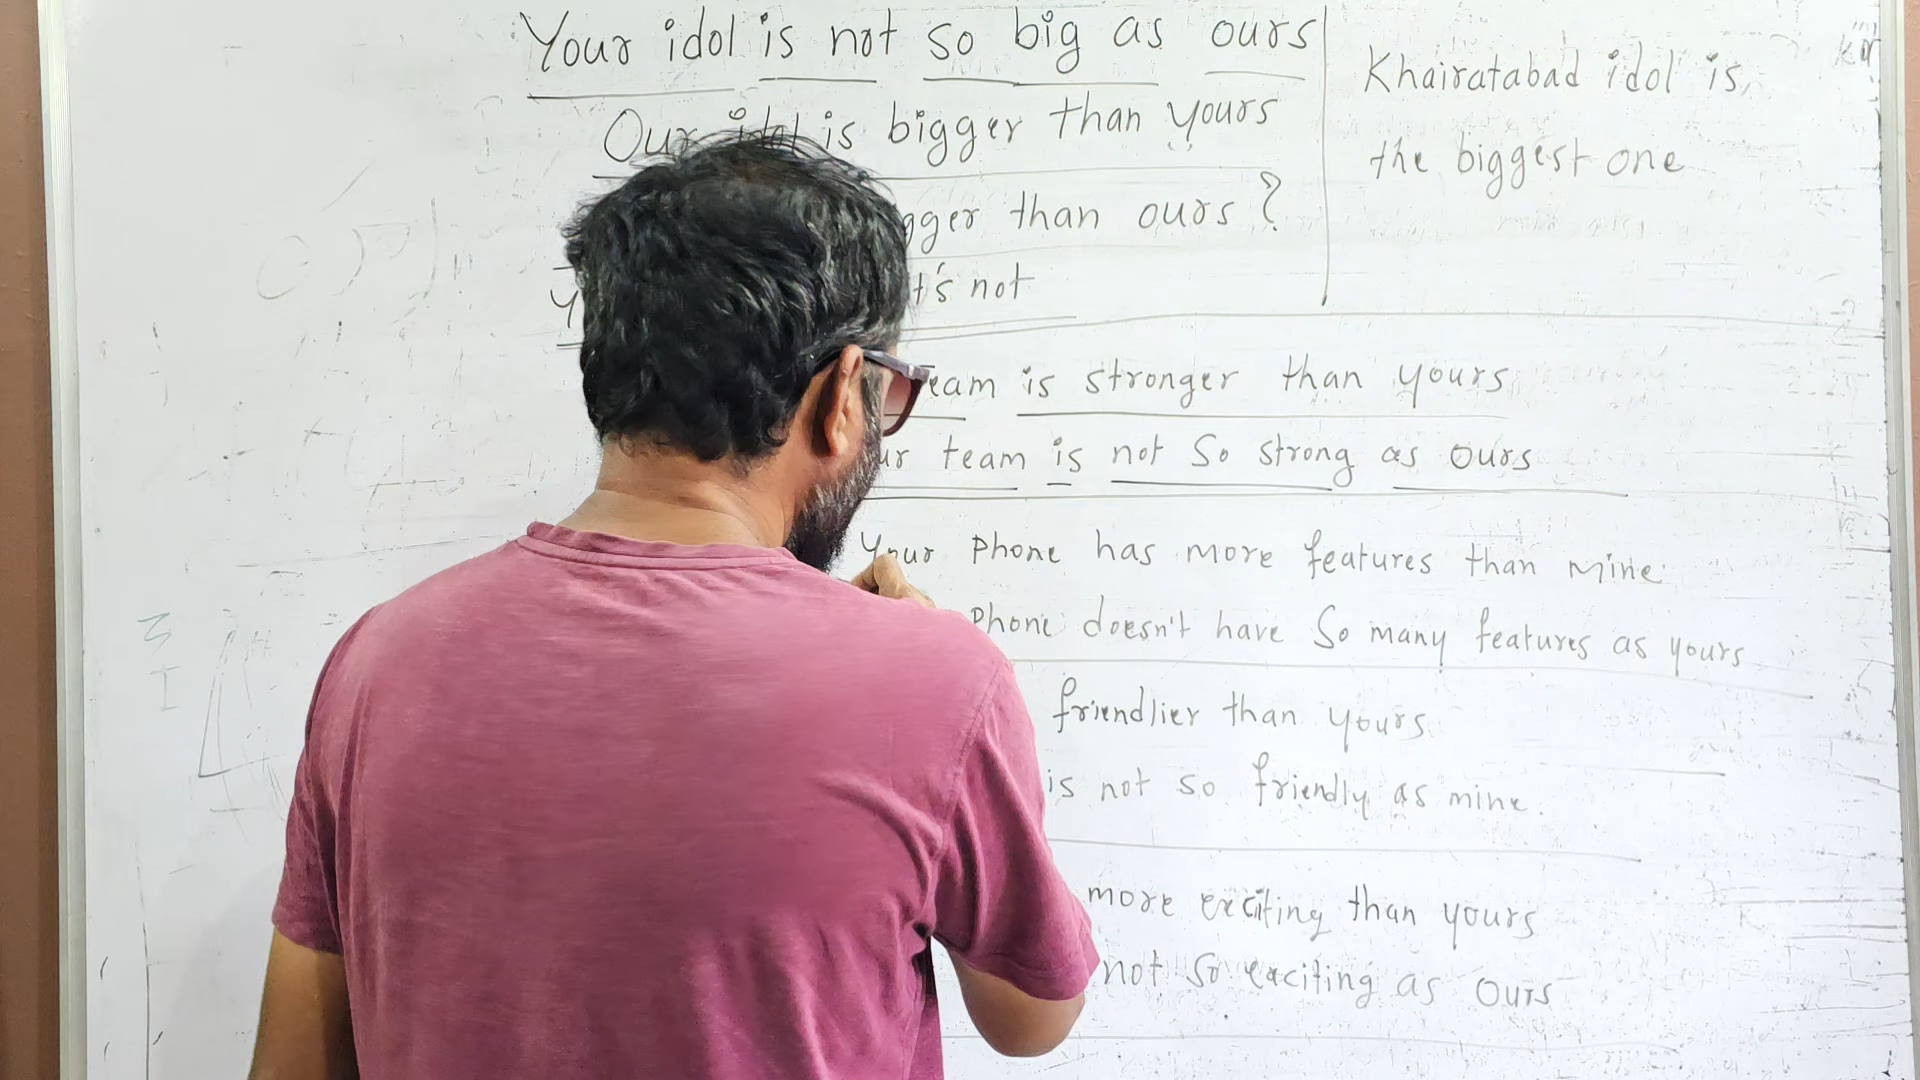 Your idol is not so big as ours
Our idol is bigger than yours
gger than ours ?
t's not
Khairatabad idol is
the biggest one
eam is stronger than yours
ur team is not So strong as ours
Your Phone has more features than mine
Phone doesn't have So many features as yours
friendlier than yours
is not so friendly as mine.
more exciting than yours
not so exciting as ours